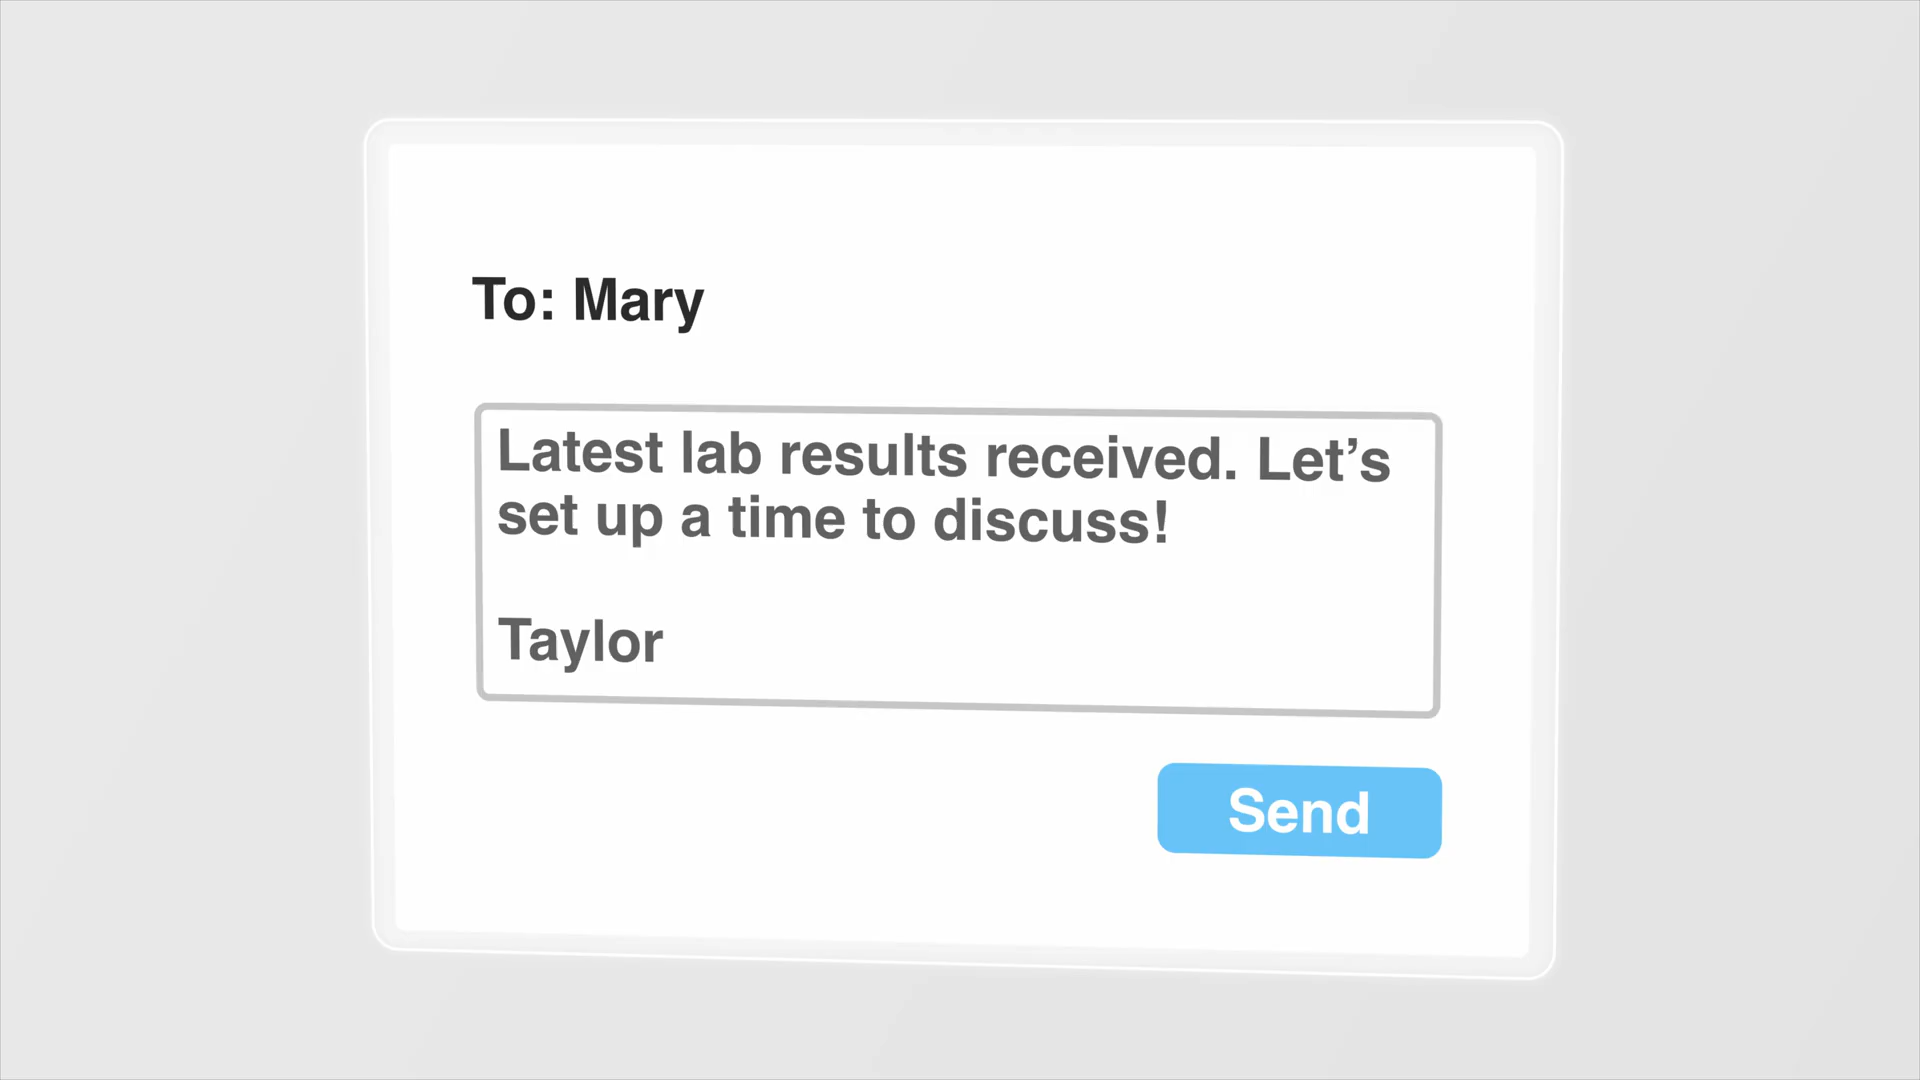 To: Mary
Latest lab results received. Let’s
set up a time to discuss!
Taylor
Send